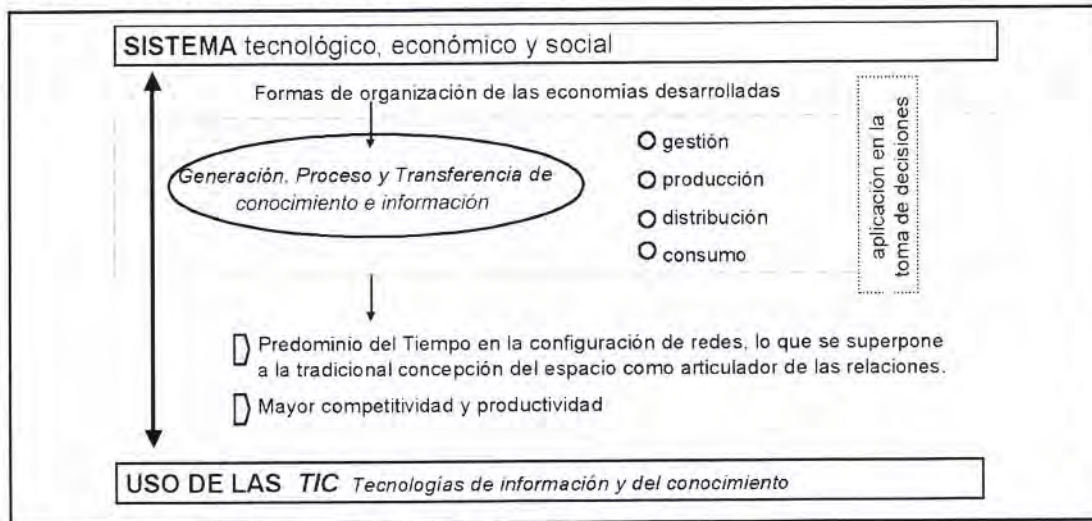 SISTEMA tecnológico, económico y social
Formas de organización de las economías desarrolladas
Generación, Proceso y Transferencia de
conocimiento e información
gestión
producción
distribución
consumo
aplicación en la
toma de decisiones
Predominio del Tiempo en la configuración de redes, lo que se superpone
a la tradicional concepción del espacio como articulador de las relaciones.
Mayor competitividad y productividad
USO DE LAS TIC Tecnologías de información y del conocimiento